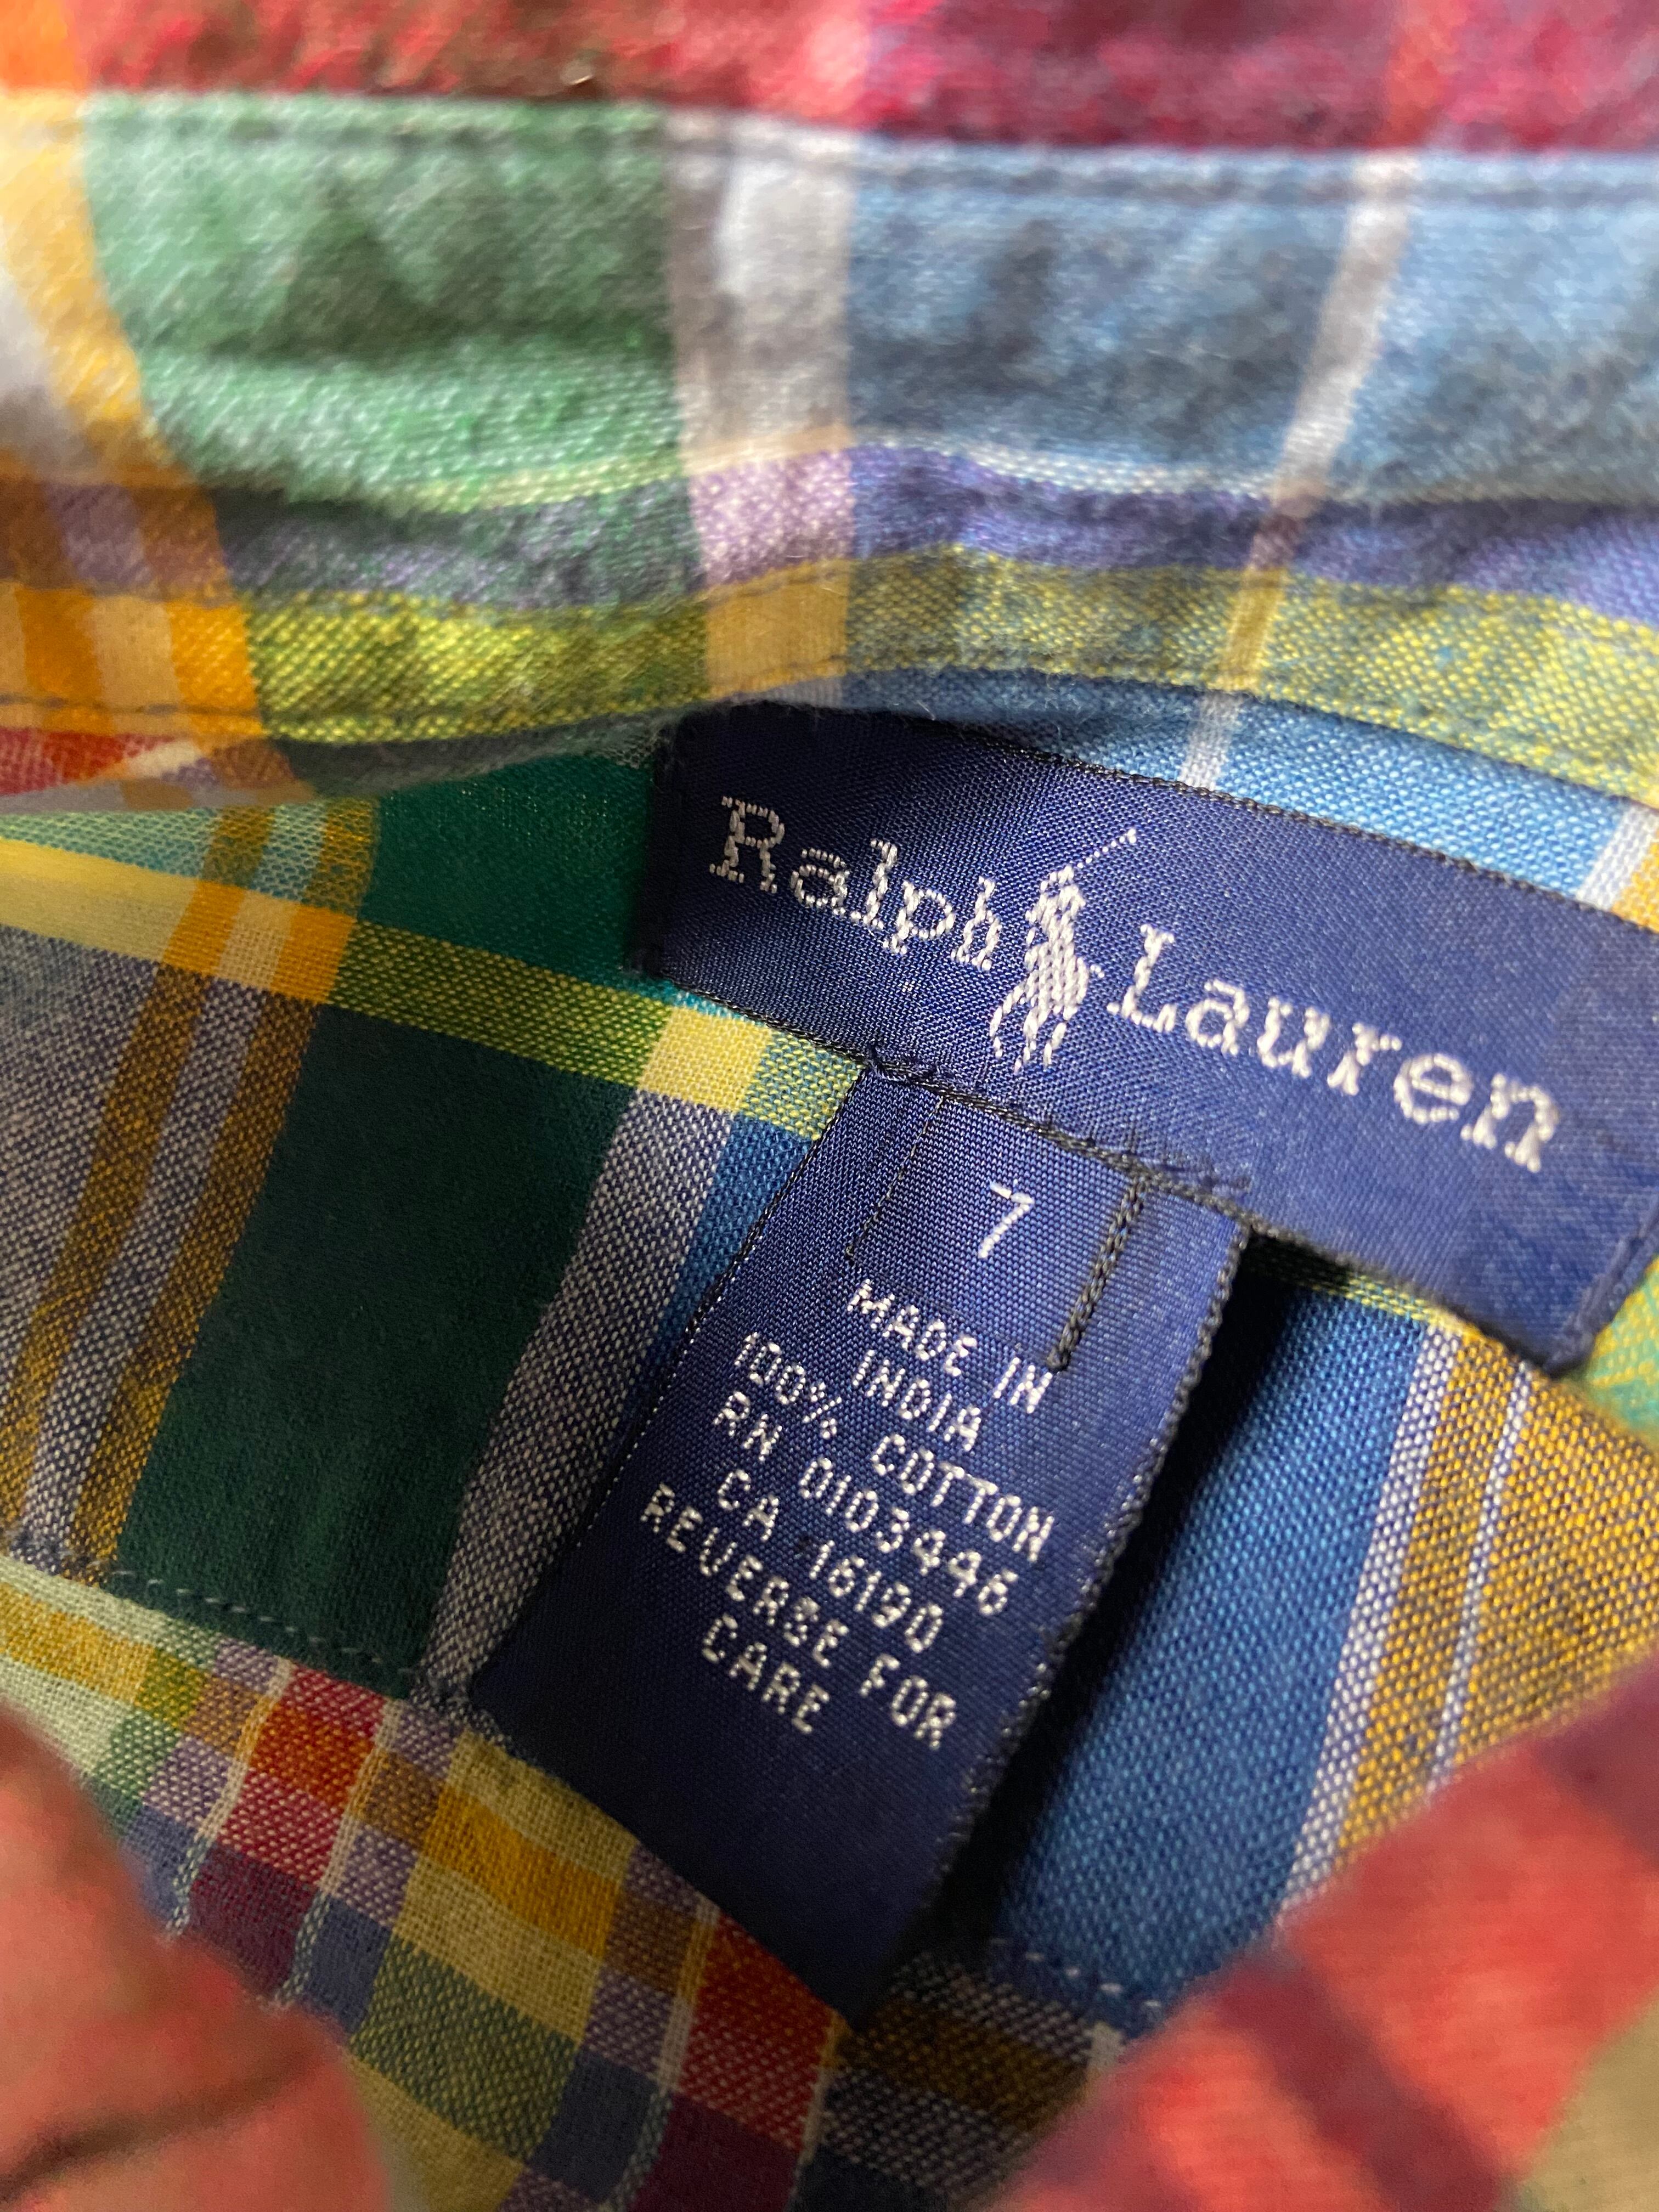 Ralph Lauren
7
MADE IN
INDIA
100% COTTON
RN 0103446
CA 16190
REVERSE FOR
CARE